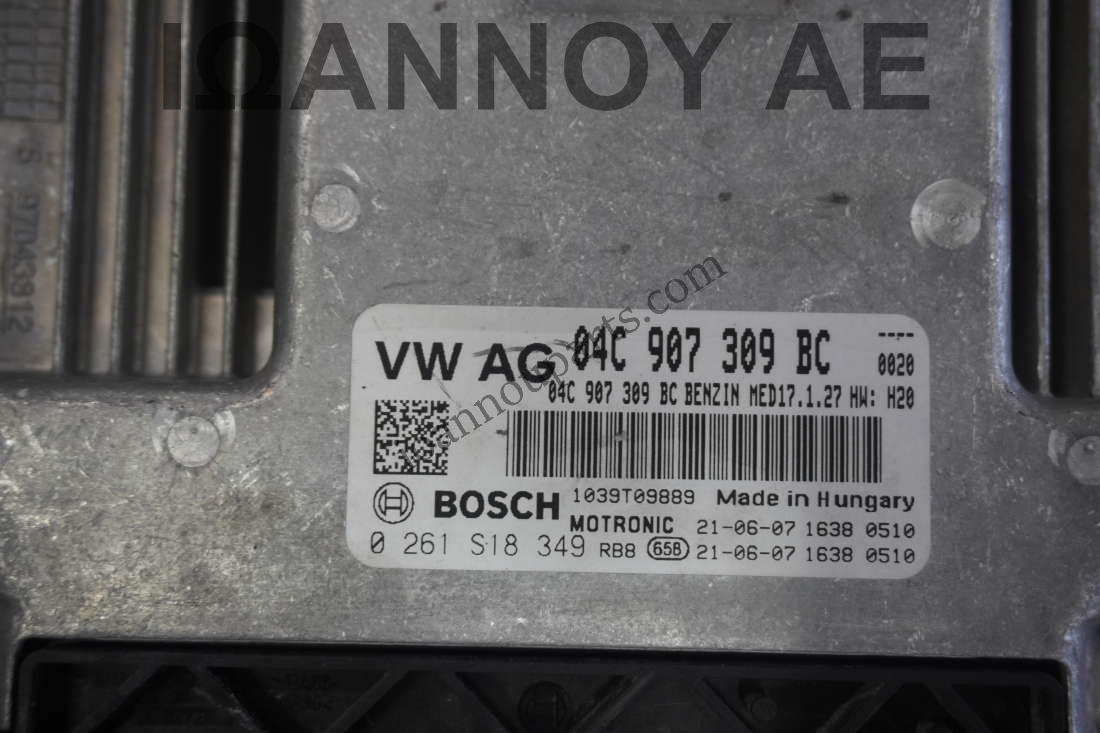 ΙΩΑΝΝΟΥ ΑΕ
VW AG 04C 907 309 BC ----
0020
04C 907 309 BC BENZIN MED17.1.27 HW: H20
BOSCH 1039T09889 Made in Hungary
MOTRONIC 21-06-07 1638 0510
0 261 S18 349 RB8 65B 21-06-07 1638 0510